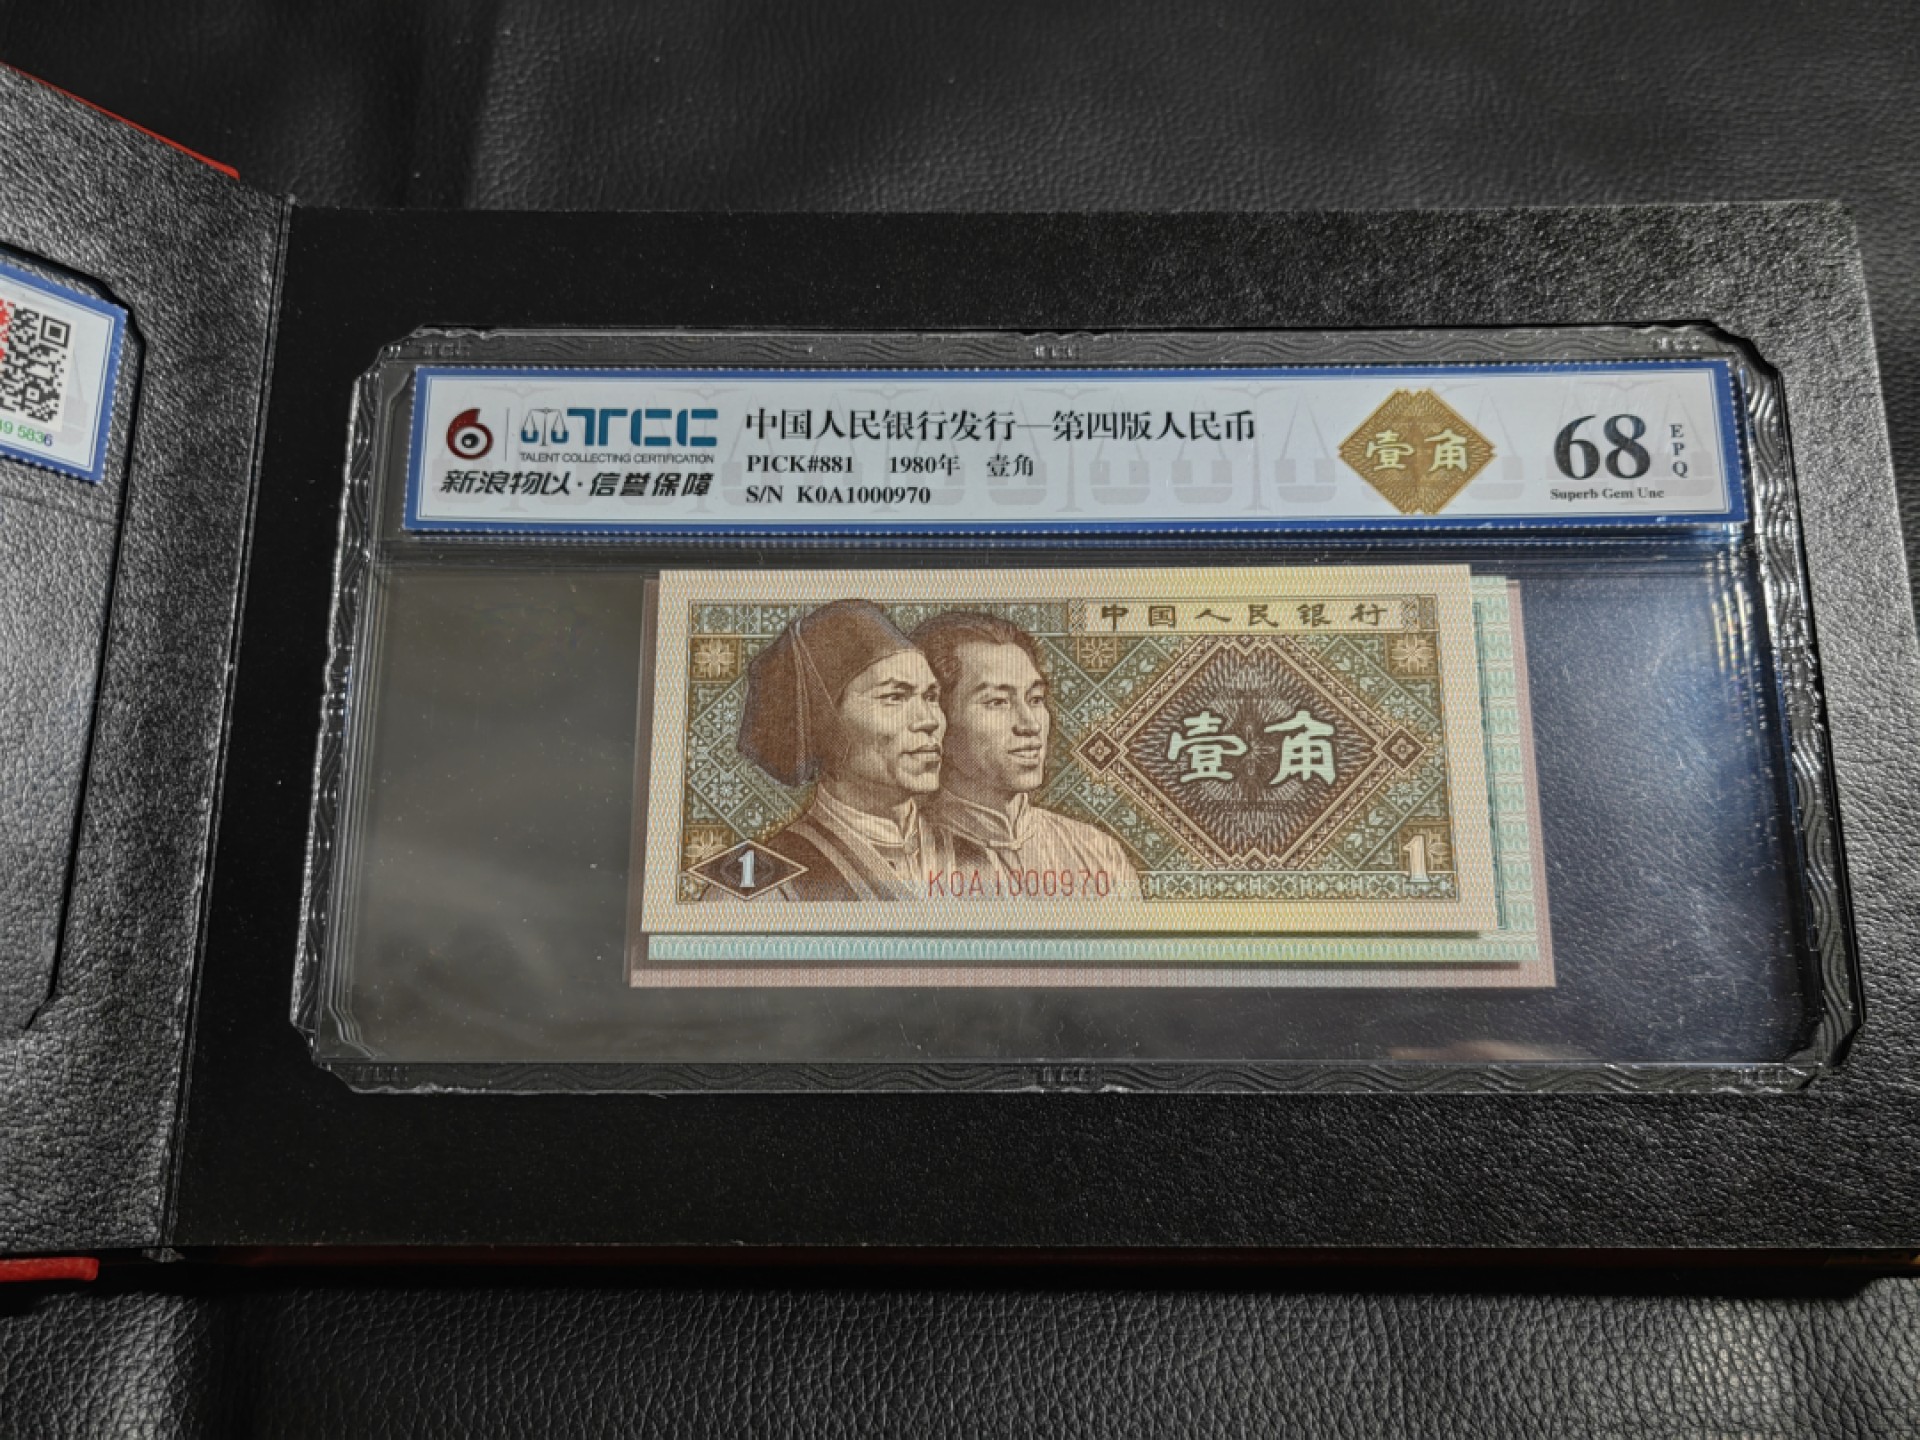 19 5836
TCC
TALENT COLLECTING CERTIFICATION
新浪物以·信誉保障
中国人民银行发行—第四版人民币
PICK#881 1980年 壹角
S/N K0A1000970
壹角
68
EPQ
Superb Gem Unc
中国人民银行
壹角
1
K0A1000970
1